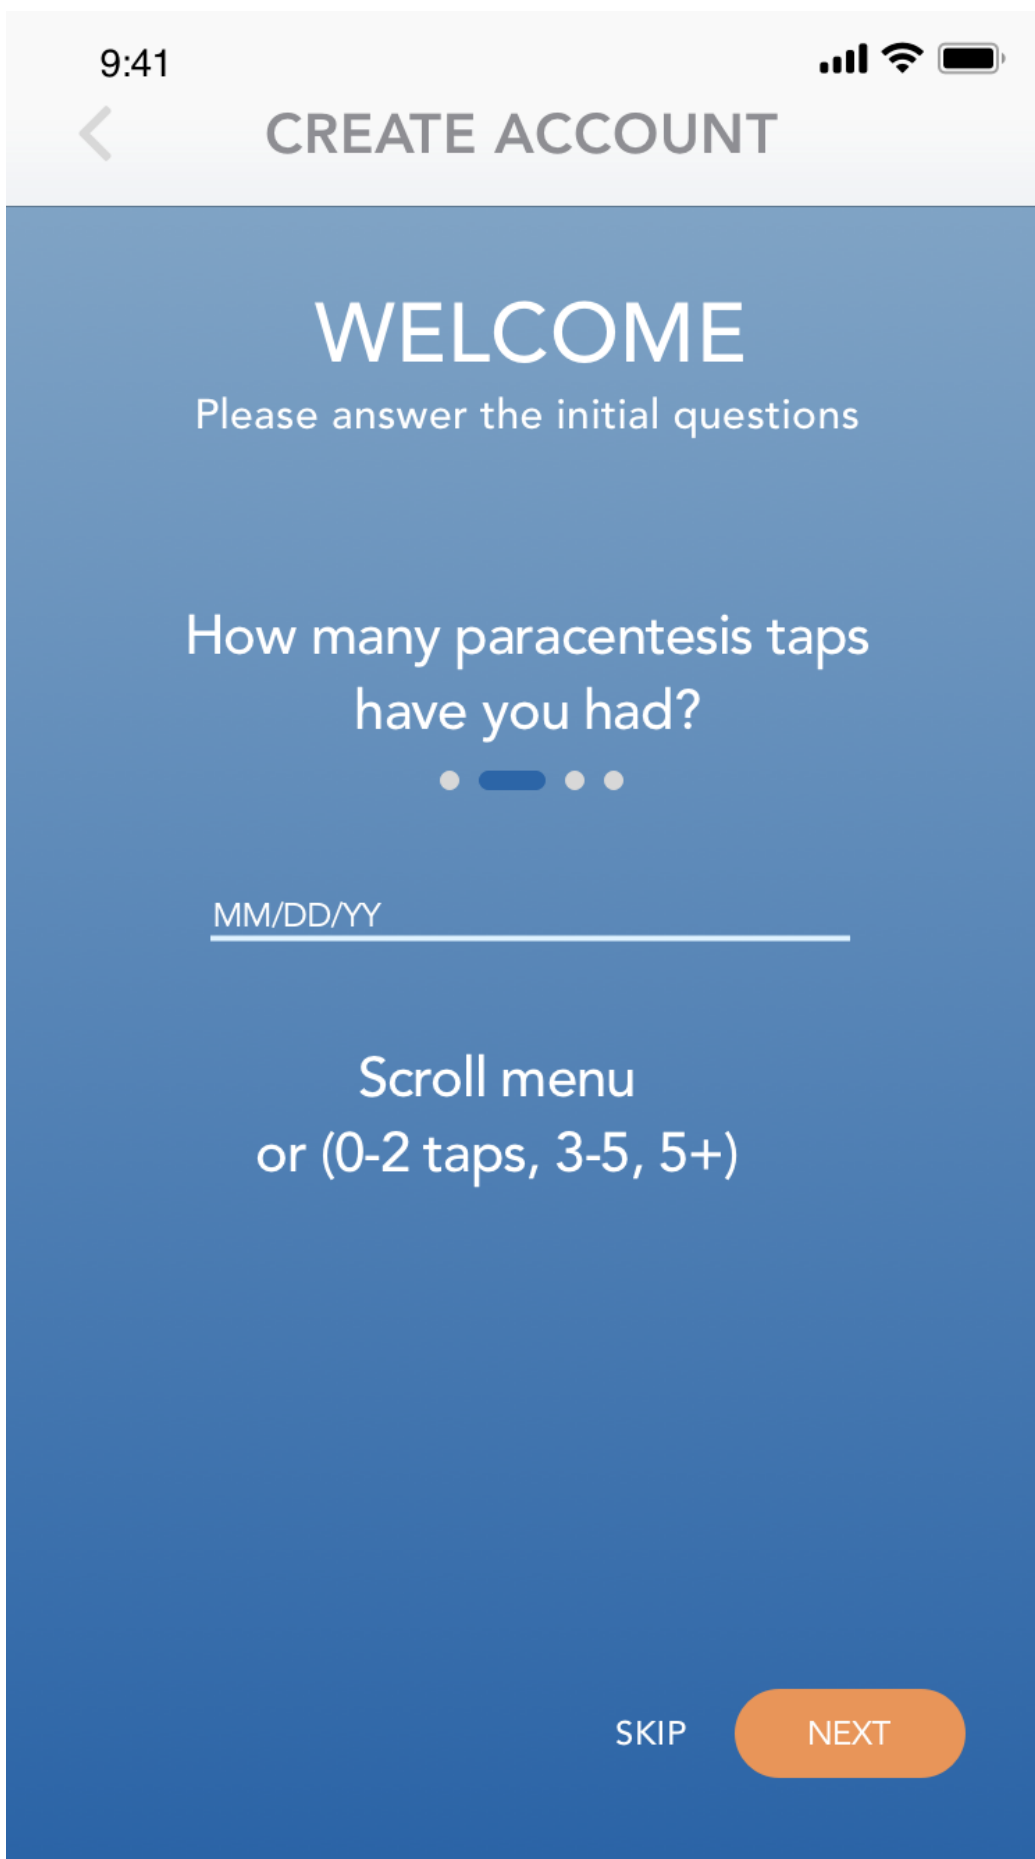 9:41
CREATE ACCOUNT
WELCOME
Please answer the initial questions
How many paracentesis taps
have you had?
MM/DD/YY
Scroll menu
or (0-2 taps, 3-5, 5+)
SKIP NEXT